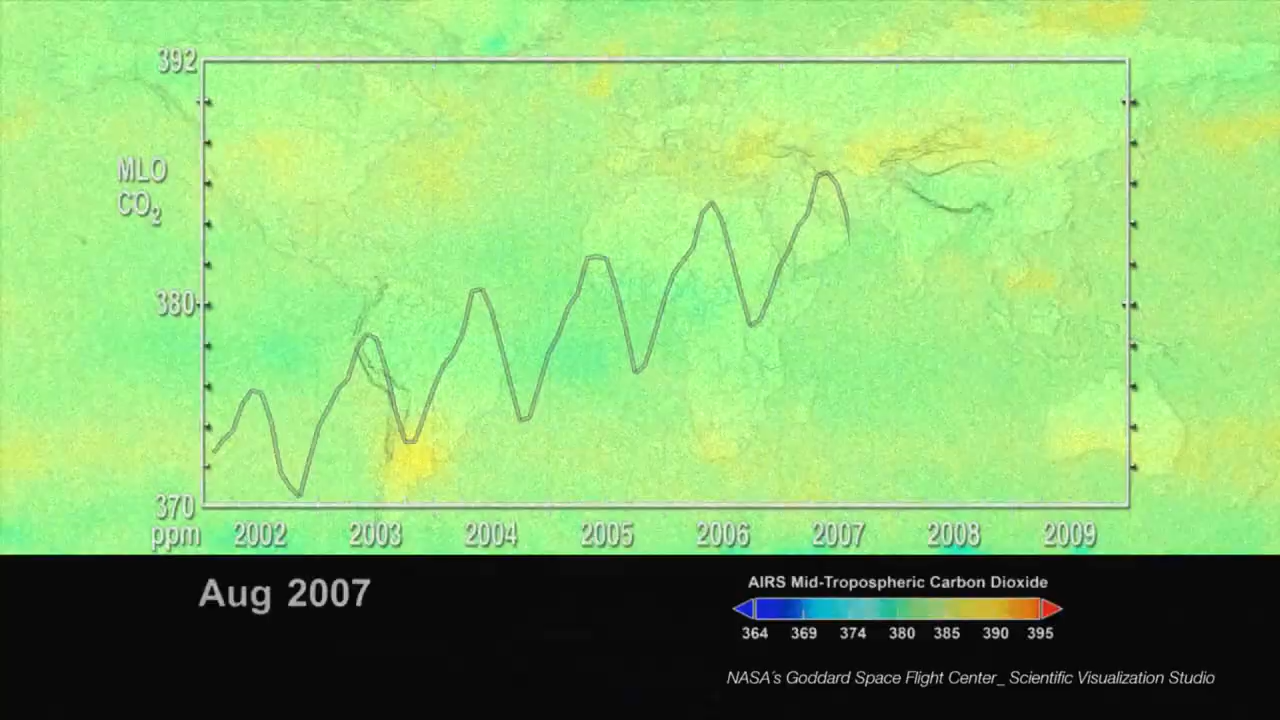 392
MLO
CO₂
380
370
ppm 2002 2003 2004 2005 2006 2007 2008 2009
Aug 2007
AIRS Mid-Tropospheric Carbon Dioxide
364 369 374 380 385 390 395
NASA's Goddard Space Flight Center_ Scientific Visualization Studio